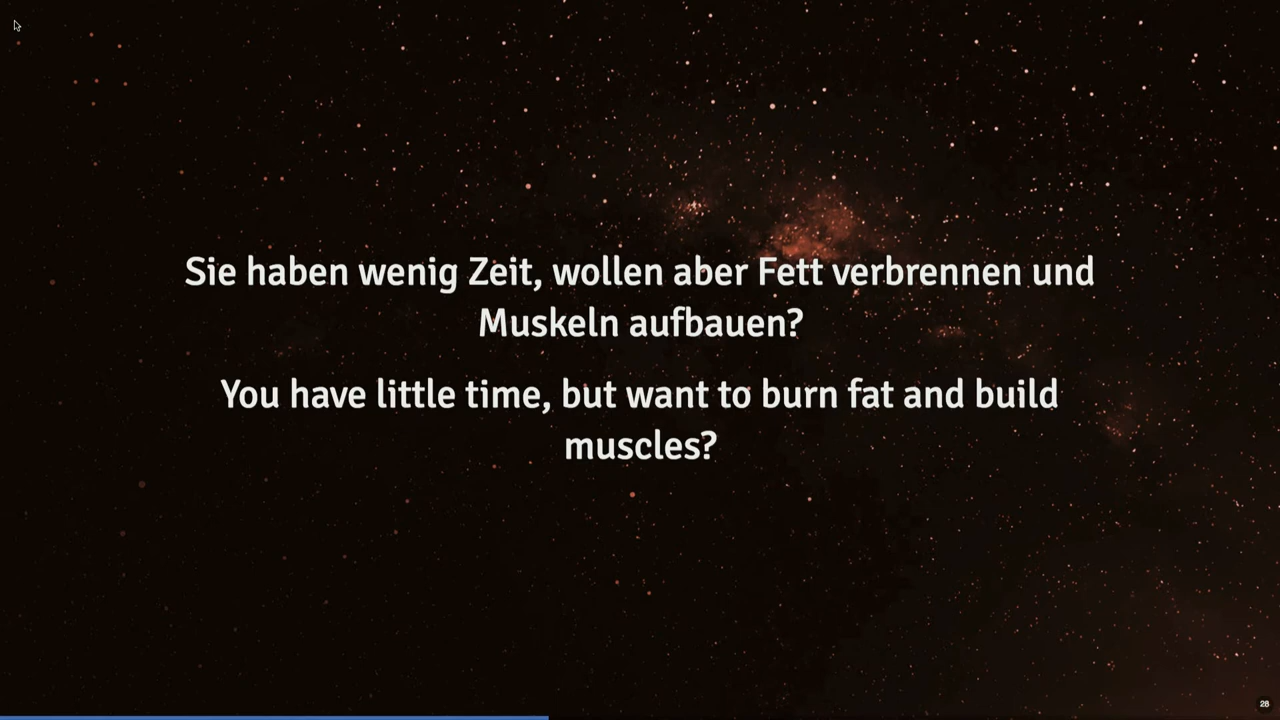 Sie haben wenig Zeit, wollen aber Fett verbrennen und
Muskeln aufbauen?
You have little time, but want to burn fat and build
muscles?
28